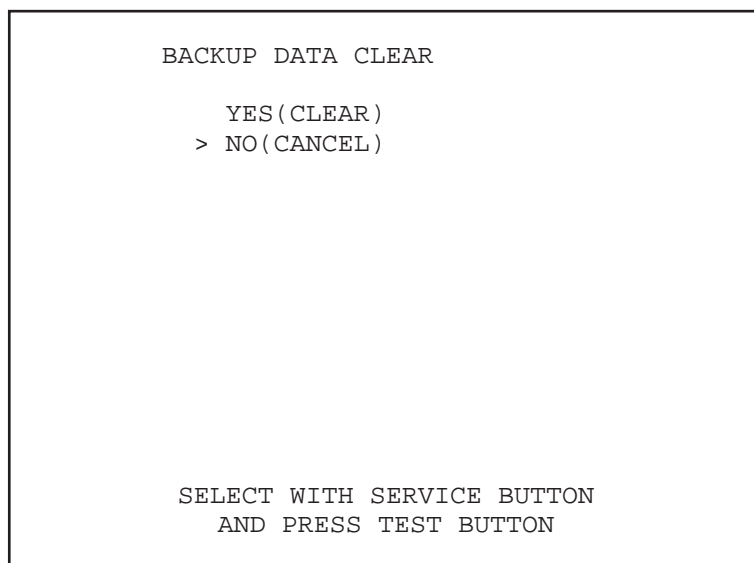 BACKUP DATA CLEAR
YES(CLEAR)
> NO(CANCEL)
SELECT WITH SERVICE BUTTON
AND PRESS TEST BUTTON